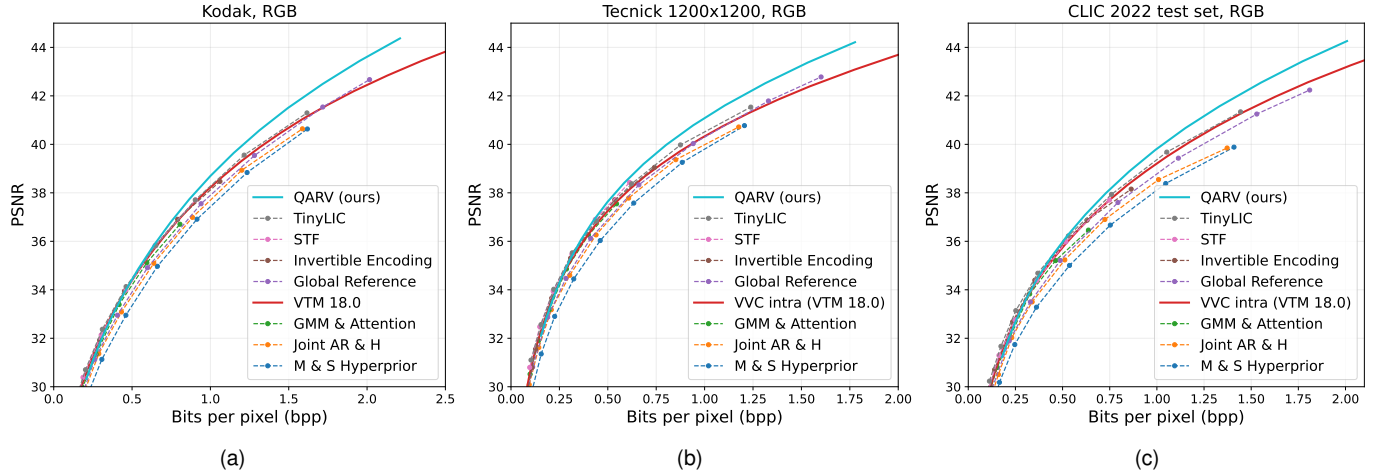 Kodak, RGB
PSNR
44
42
40
38
36
34
32
30
QARV (ours)
TinyLIC
STF
Invertible Encoding
Global Reference
VTM 18.0
GMM & Attention
Joint AR & H
M & S Hyperprior
0.0 0.5 1.0 1.5 2.0 2.5
Bits per pixel (bpp)
(a)
Tecnick 1200x1200, RGB
PSNR
44
42
40
38
36
34
32
30
QARV (ours)
TinyLIC
STF
Invertible Encoding
Global Reference
VVC intra (VTM 18.0)
GMM & Attention
Joint AR & H
M & S Hyperprior
0.00 0.25 0.50 0.75 1.00 1.25 1.50 1.75 2.00
Bits per pixel (bpp)
(b)
CLIC 2022 test set, RGB
PSNR
44
42
40
38
36
34
32
30
QARV (ours)
TinyLIC
STF
Invertible Encoding
Global Reference
VVC intra (VTM 18.0)
GMM & Attention
Joint AR & H
M & S Hyperprior
0.00 0.25 0.50 0.75 1.00 1.25 1.50 1.75 2.00
Bits per pixel (bpp)
(c)